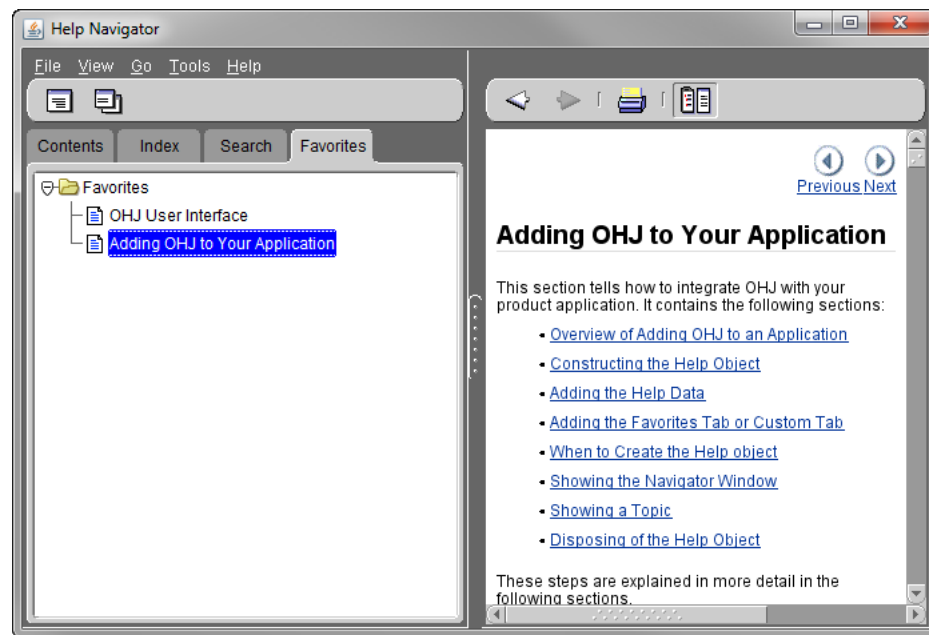 Help Navigator
File View Go Tools Help
Contents Index Search Favorites
Favorites
OHJ User Interface
Adding OHJ to Your Application
Previous Next
Adding OHJ to Your Application
This section tells how to integrate OHJ with your
product application. It contains the following sections:
Overview of Adding OHJ to an Application
Constructing the Help Object
Adding the Help Data
Adding the Favorites Tab or Custom Tab
When to Create the Help object
Showing the Navigator Window
Showing a Topic
Disposing of the Help Object
These steps are explained in more detail in the
following sections.